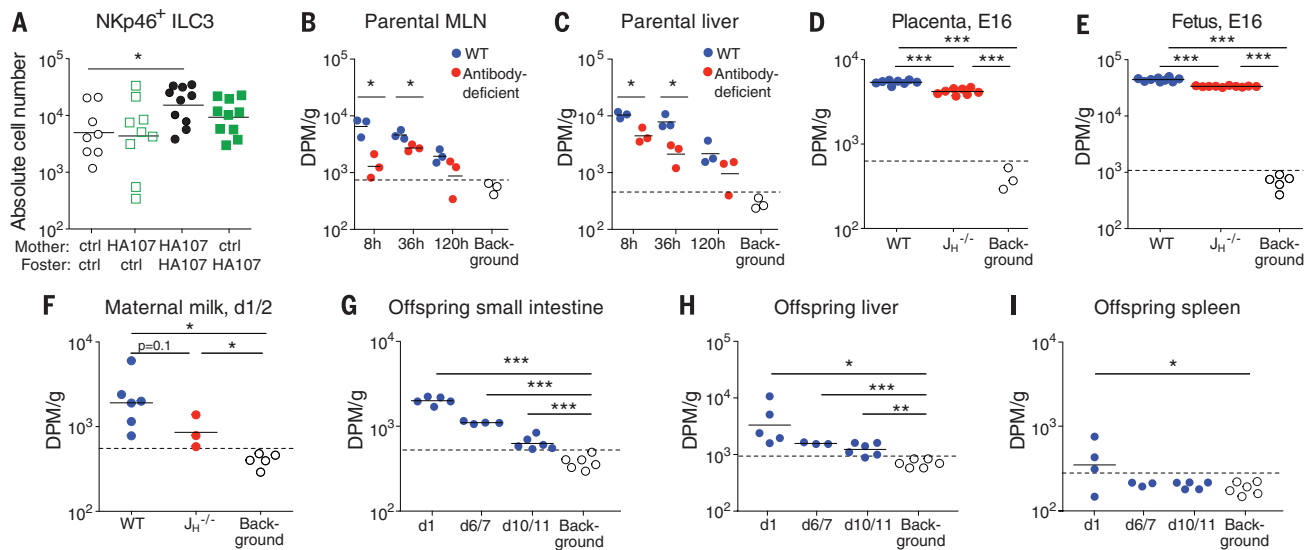 A NKp46+ ILC3
Absolute cell number
10^5
10^4
10^3
10^2
*
Mother: ctrl HA107 HA107 ctrl
Foster: ctrl ctrl HA107 HA107
B Parental MLN
WT
Antibody-
deficient
DPM/g
10^5
10^4
10^3
10^2
* *
8h 36h 120h Back-
ground
C Parental liver
WT
Antibody-
deficient
DPM/g
10^5
10^4
10^3
10^2
* *
8h 36h 120h Back-
ground
D Placenta, E16
DPM/g
10^5
10^4
10^3
10^2
***
*** ***
WT JH-/- Back-
ground
E Fetus, E16
DPM/g
10^5
10^4
10^3
10^2
***
*** ***
WT JH-/- Back-
ground
F Maternal milk, d1/2
DPM/g
10^4
10^3
10^2
*
p=0.1 *
WT JH-/- Back-
ground
G Offspring small intestine
DPM/g
10^4
10^3
10^2
***
***
***
d1 d6/7 d10/11 Back-
ground
H Offspring liver
DPM/g
10^5
10^4
10^3
10^2
*
***
**
d1 d6/7 d10/11 Back-
ground
I Offspring spleen
DPM/g
10^4
10^3
10^2
*
d1 d6/7 d10/11 Back-
ground